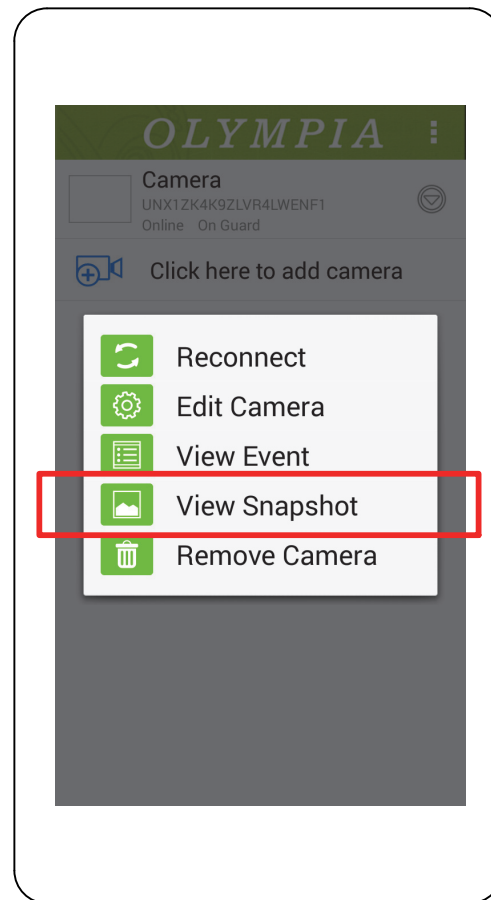 OLYMPIA
Camera
UNX1ZK4K9ZLVR4LWENF1
Online On Guard
Click here to add camera
Reconnect
Edit Camera
View Event
View Snapshot
Remove Camera